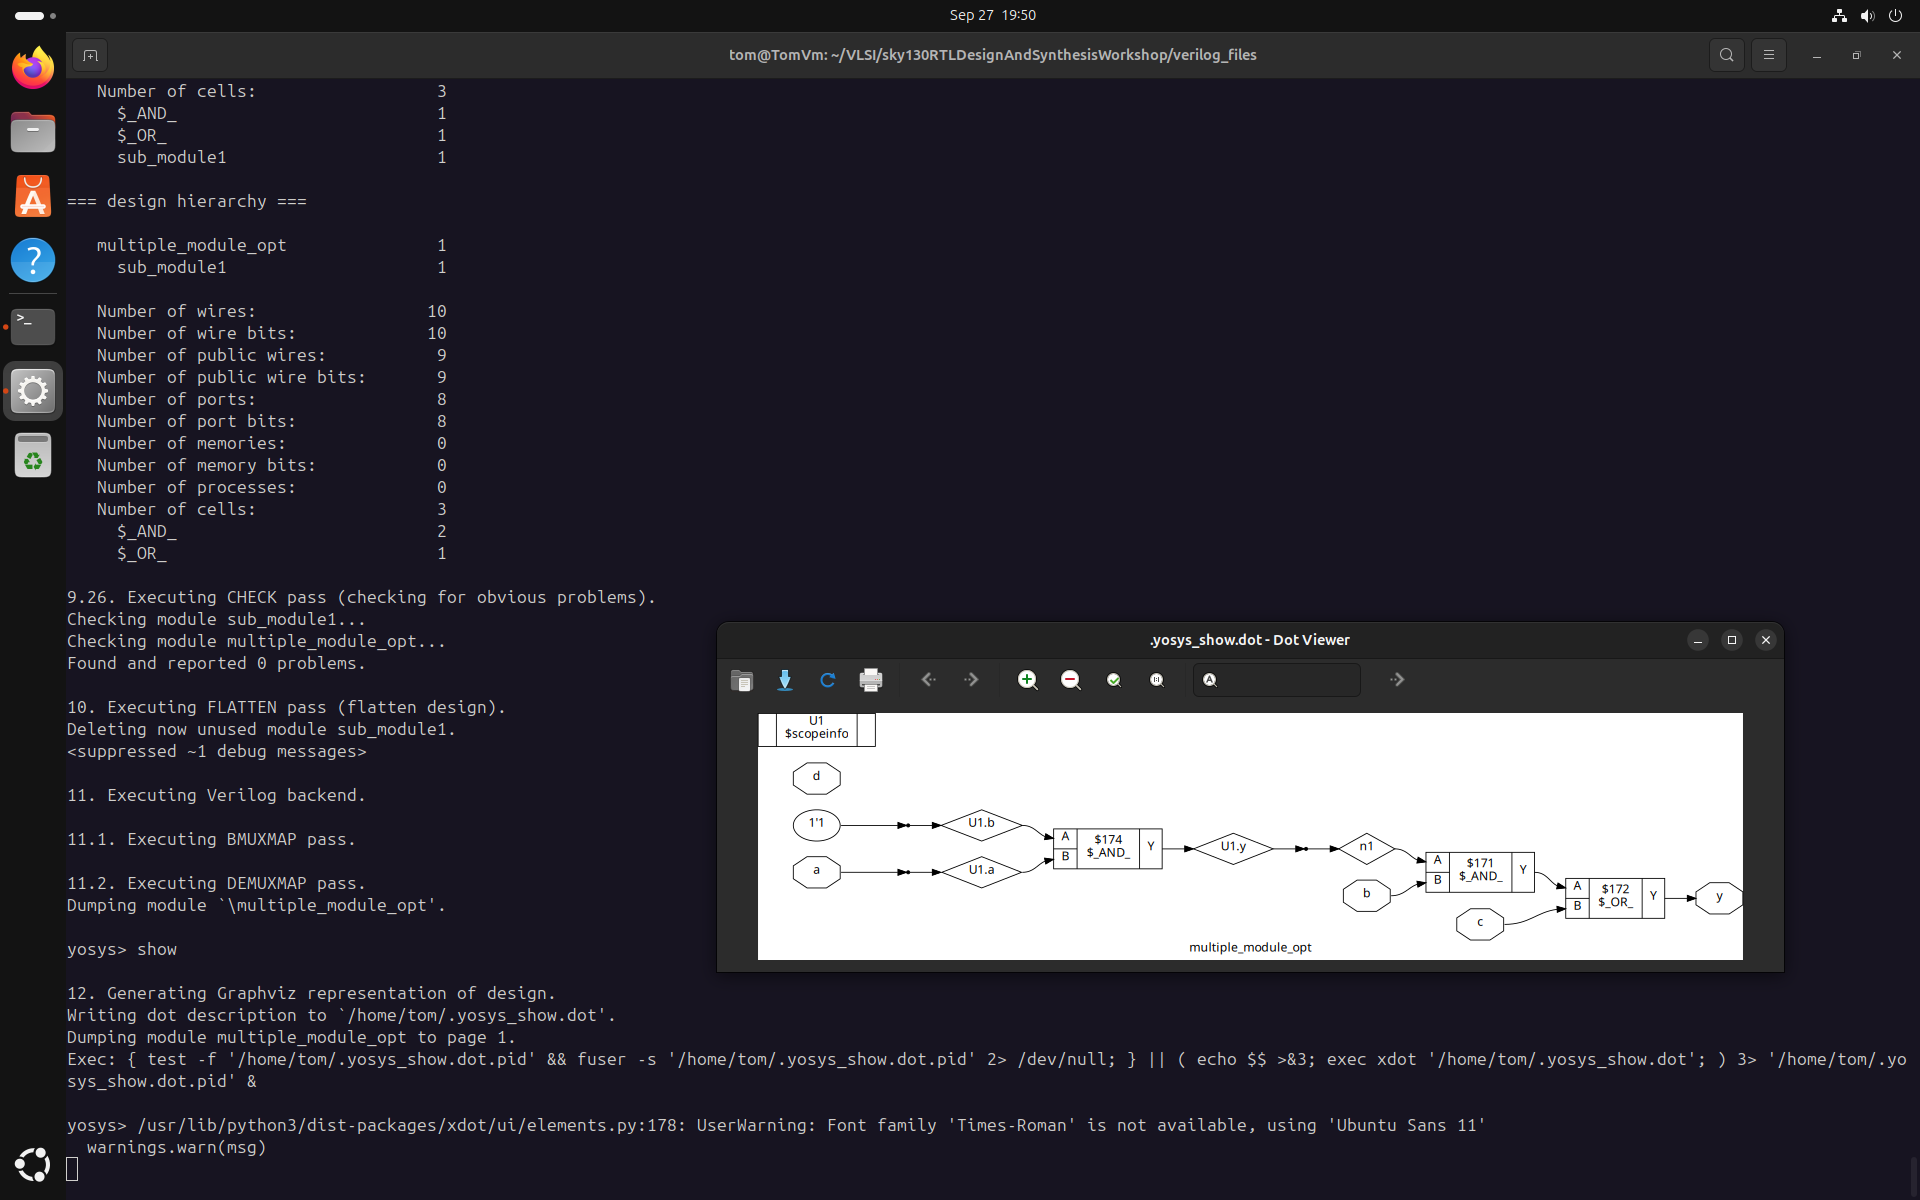 Sep 27 19:50
tom@TomVm: ~/VLSI/sky130RTLDesignAndSynthesisWorkshop/verilog_files
Number of cells: 3
$_AND_ 1
$_OR_ 1
sub_module1 1
=== design hierarchy ===
multiple_module_opt 1
sub_module1 1
Number of wires: 10
Number of wire bits: 10
Number of public wires: 9
Number of public wire bits: 9
Number of ports: 8
Number of port bits: 8
Number of memories: 0
Number of memory bits: 0
Number of processes: 0
Number of cells: 3
$_AND_ 2
$_OR_ 1
9.26. Executing CHECK pass (checking for obvious problems).
Checking module sub_module1...
Checking module multiple_module_opt...
Found and reported 0 problems.
10. Executing FLATTEN pass (flatten design).
Deleting now unused module sub_module1.
<suppressed ~1 debug messages>
11. Executing Verilog backend.
11.1. Executing BMUXMAP pass.
11.2. Executing DEMUXMAP pass.
Dumping module `\multiple_module_opt'.
yosys> show
12. Generating Graphviz representation of design.
Writing dot description to `/home/tom/.yosys_show.dot'.
Dumping module multiple_module_opt to page 1.
Exec: { test -f '/home/tom/.yosys_show.dot.pid' && fuser -s '/home/tom/.yosys_show.dot.pid' 2> /dev/null; } || ( echo $$ >&3; exec xdot '/home/tom/.yosys_show.dot'; ) 3> '/home/tom/.yo
sys_show.dot.pid' &
yosys> /usr/lib/python3/dist-packages/xdot/ui/elements.py:178: UserWarning: Font family 'Times-Roman' is not available, using 'Ubuntu Sans 11'
warnings.warn(msg)
.yosys_show.dot - Dot Viewer
U1
$scopeinfo
d
1'1
U1.b
a
U1.a
A
B
$174
$_AND_
Y
U1.y
n1
b
A
B
$171
$_AND_
Y
c
A
B
$172
$_OR_
Y
y
multiple_module_opt